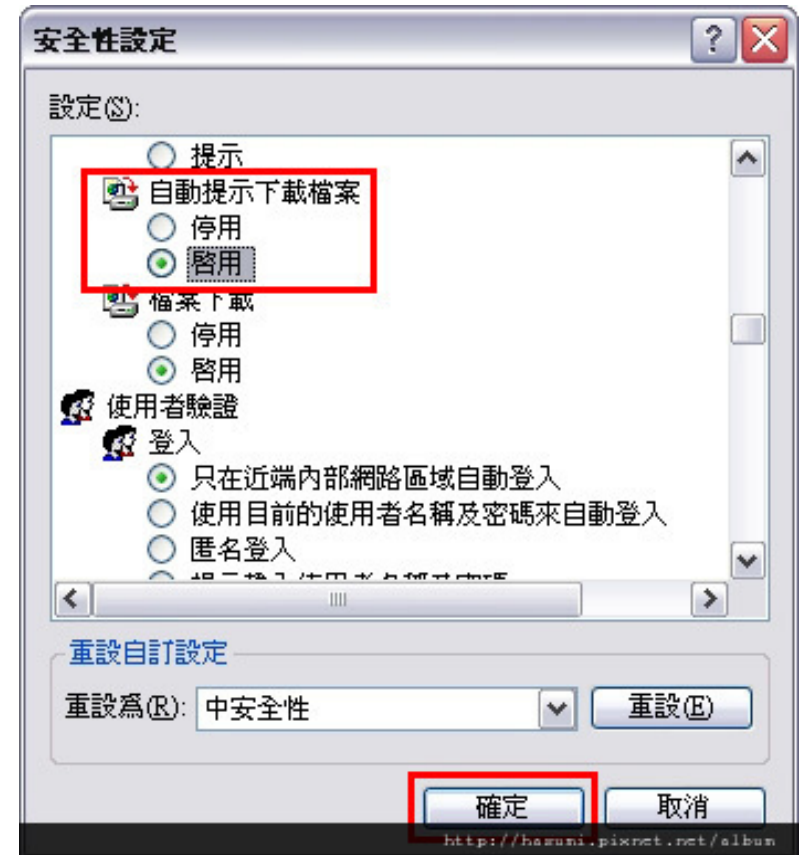 安全性設定
設定(S):
提示
自動提示下載檔案
停用
啓用
檔案下載
停用
啓用
使用者驗證
登入
只在近端內部網路區域自動登入
使用目前的使用者名稱及密碼來自動登入
匿名登入
重設自訂設定
重設爲(R): 中安全性 重設(E)
確定 取消
http://hasumi.pixnet.net/album